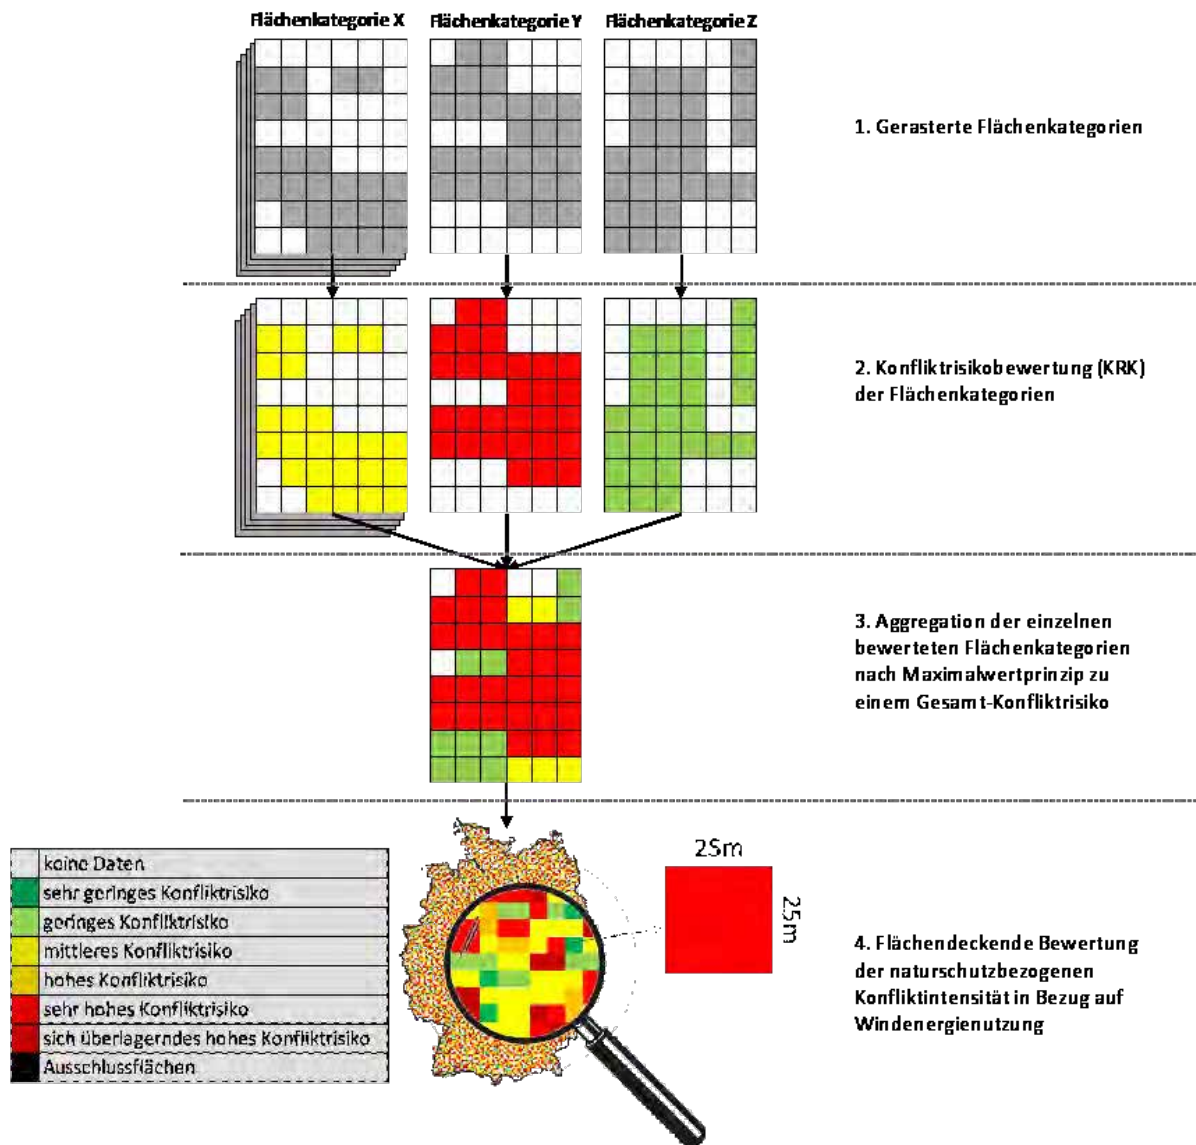 Flächenkategorie X
Flächenkategorie Y
Flächenkategorie Z
1. Gerasterte Flächenkategorien
2. Konfliktrisikobewertung (KRK)
der Flächenkategorien
3. Aggregation der einzelnen
bewerteten Flächenkategorien
nach Maximalwertprinzip zu
einem Gesamt-Konfliktrisiko
keine Daten
sehr geringes Konfliktrisiko
geringes Konfliktrisiko
mittleres Konfliktrisiko
hohes Konfliktrisiko
sehr hohes Konfliktrisiko
sich überlagerndes hohes Konfliktrisiko
Ausschlussflächen
25m
25m
4. Flächendeckende Bewertung
der naturschutzbezogenen
Konfliktintensität in Bezug auf
Windenergienutzung